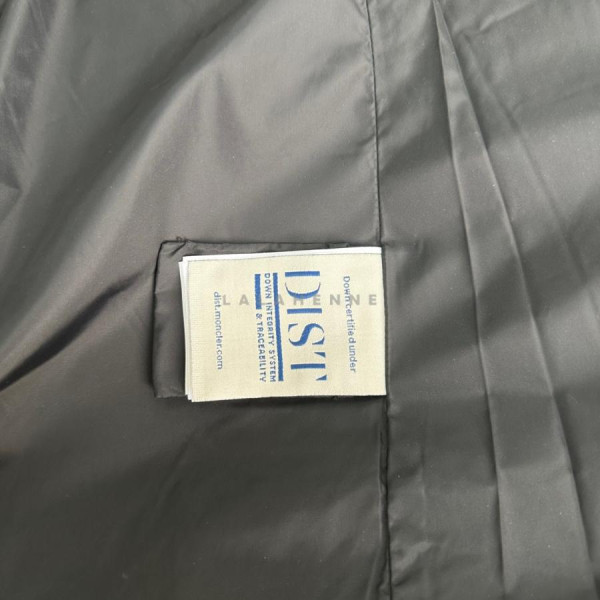 Down certified under
DIST
DOWN INTEGRITY SYSTEM
& TRACEABILITY
dist.moncler.com